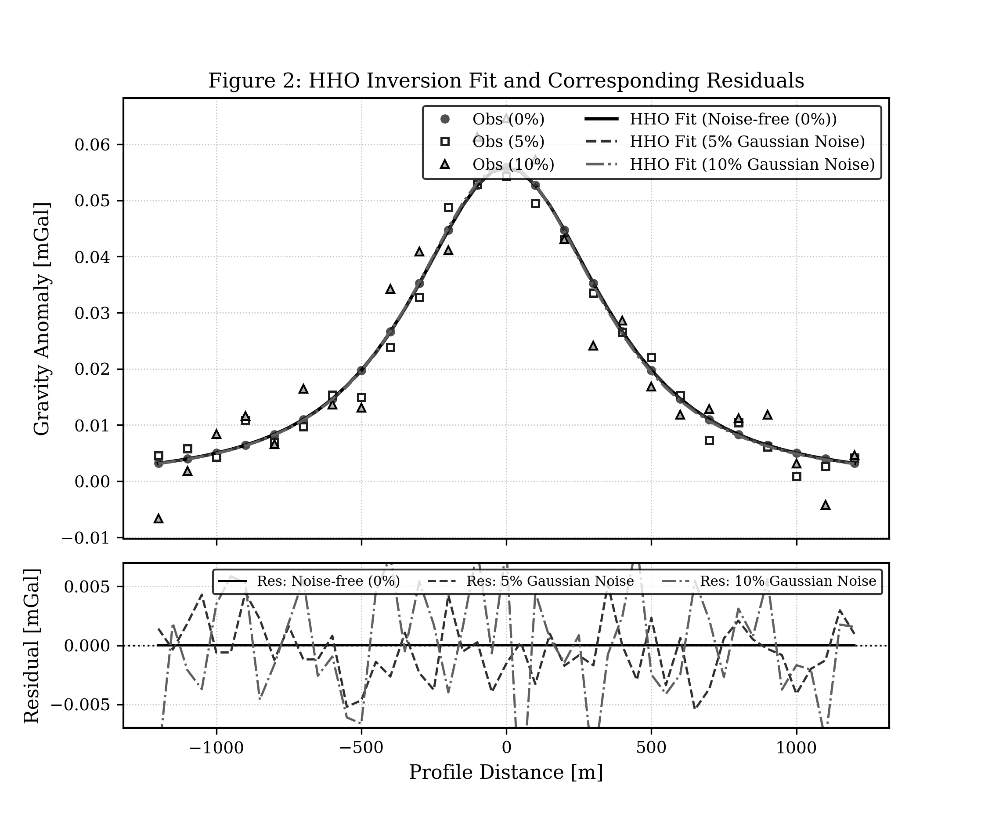 Figure 2: HHO Inversion Fit and Corresponding Residuals
Obs (0%)
Obs (5%)
Obs (10%)
HHO Fit (Noise-free (0%))
HHO Fit (5% Gaussian Noise)
HHO Fit (10% Gaussian Noise)
Gravity Anomaly [mGal]
0.06
0.05
0.04
0.03
0.02
0.01
0.00
−0.01
Res: Noise-free (0%)
Res: 5% Gaussian Noise
Res: 10% Gaussian Noise
Residual [mGal]
0.005
0.000
−0.005
−1000
−500
0
500
1000
Profile Distance [m]